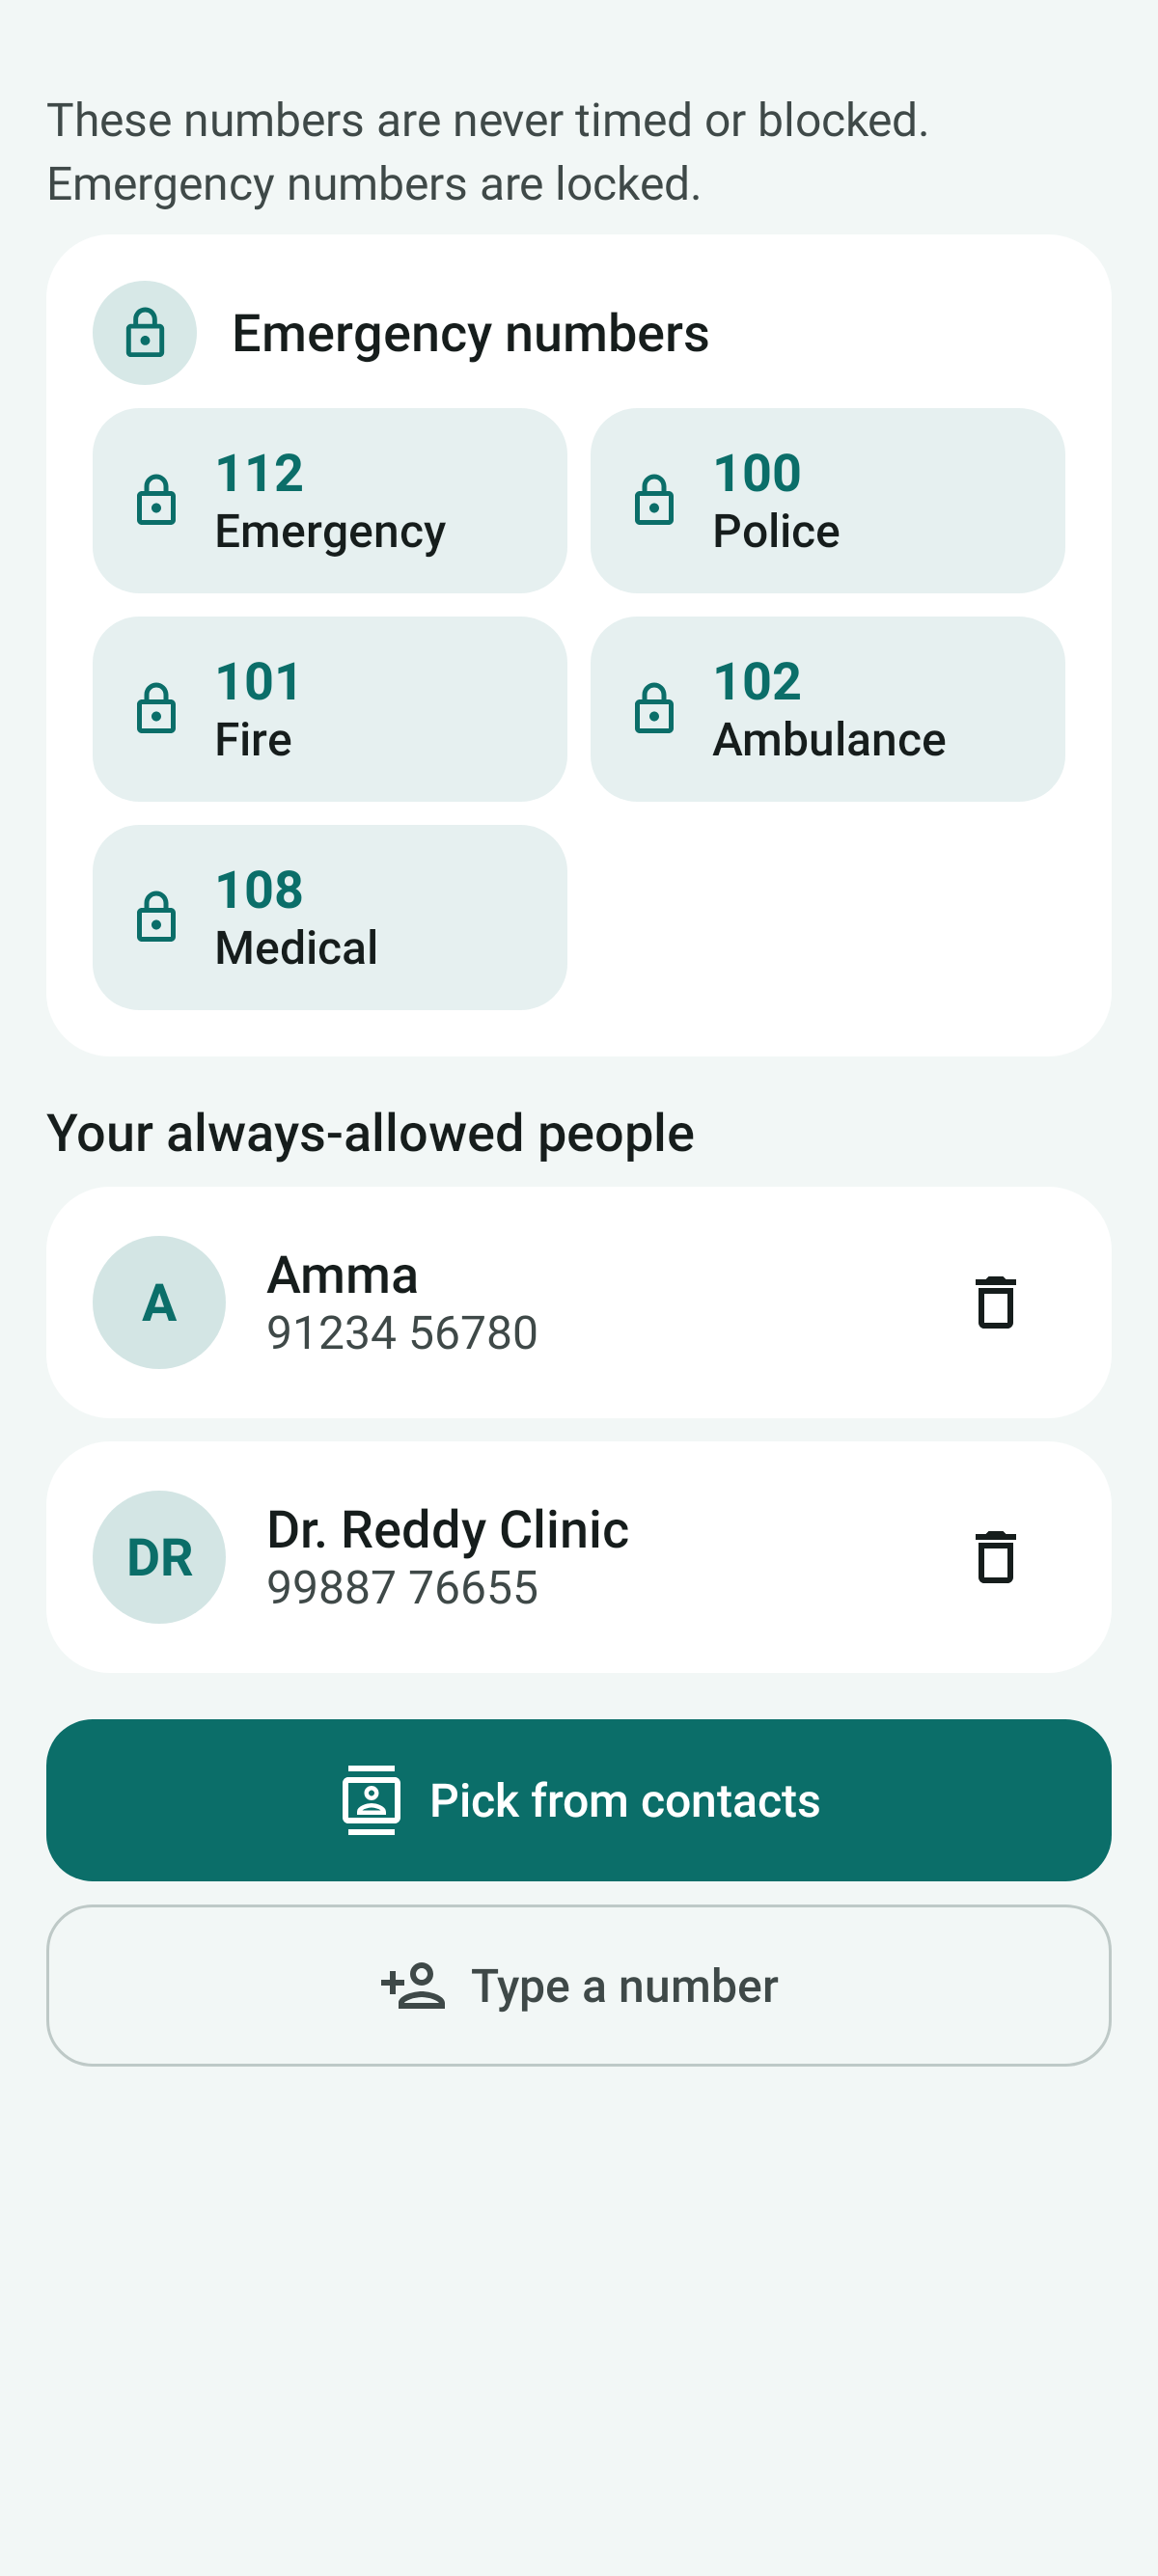 These numbers are never timed or blocked.
Emergency numbers are locked.
Emergency numbers
112
Emergency
100
Police
101
Fire
102
Ambulance
108
Medical
Your always-allowed people
A
Amma
91234 56780
DR
Dr. Reddy Clinic
99887 76655
Pick from contacts
Type a number